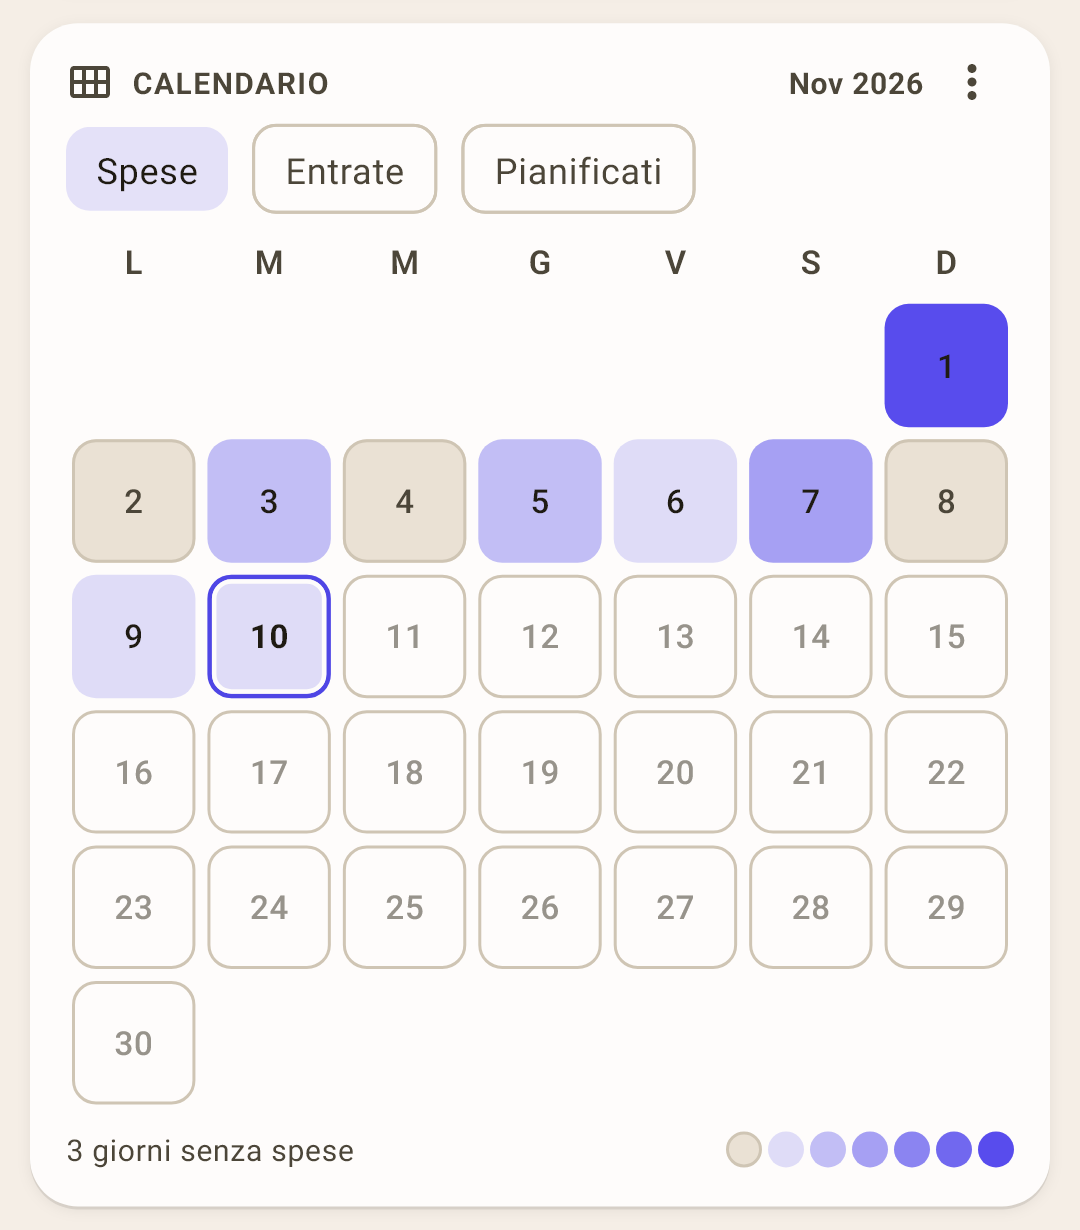 CALENDARIO Nov 2026
Spese Entrate Pianificati
L M M G V S D
1
2 3 4 5 6 7 8
9 10 11 12 13 14 15
16 17 18 19 20 21 22
23 24 25 26 27 28 29
30
3 giorni senza spese